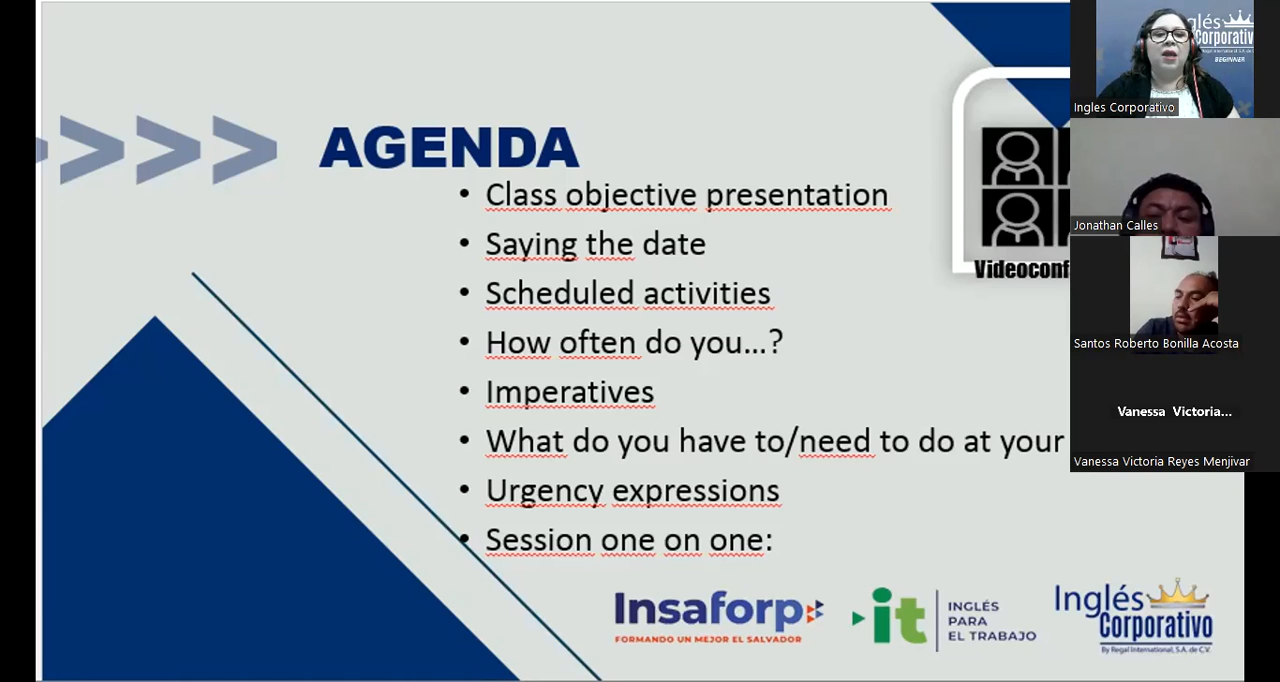 AGENDA
• Class objective presentation
• Saying the date
• Scheduled activities
• How often do you...?
• Imperatives
• What do you have to/need to do at your
• Urgency expressions
• Session one on one:
Videoconf
Insaforp
FORMANDO UN MEJOR EL SALVADOR
it
INGLÉS
PARA
EL TRABAJO
Inglés
Corporativo
By Regal International, S.A. de C.V.
glés
Corporativ
BEGINNER
Ingles Corporativo
Jonathan Calles
Santos Roberto Bonilla Acosta
Vanessa Victoria...
Vanessa Victoria Reyes Menjivar